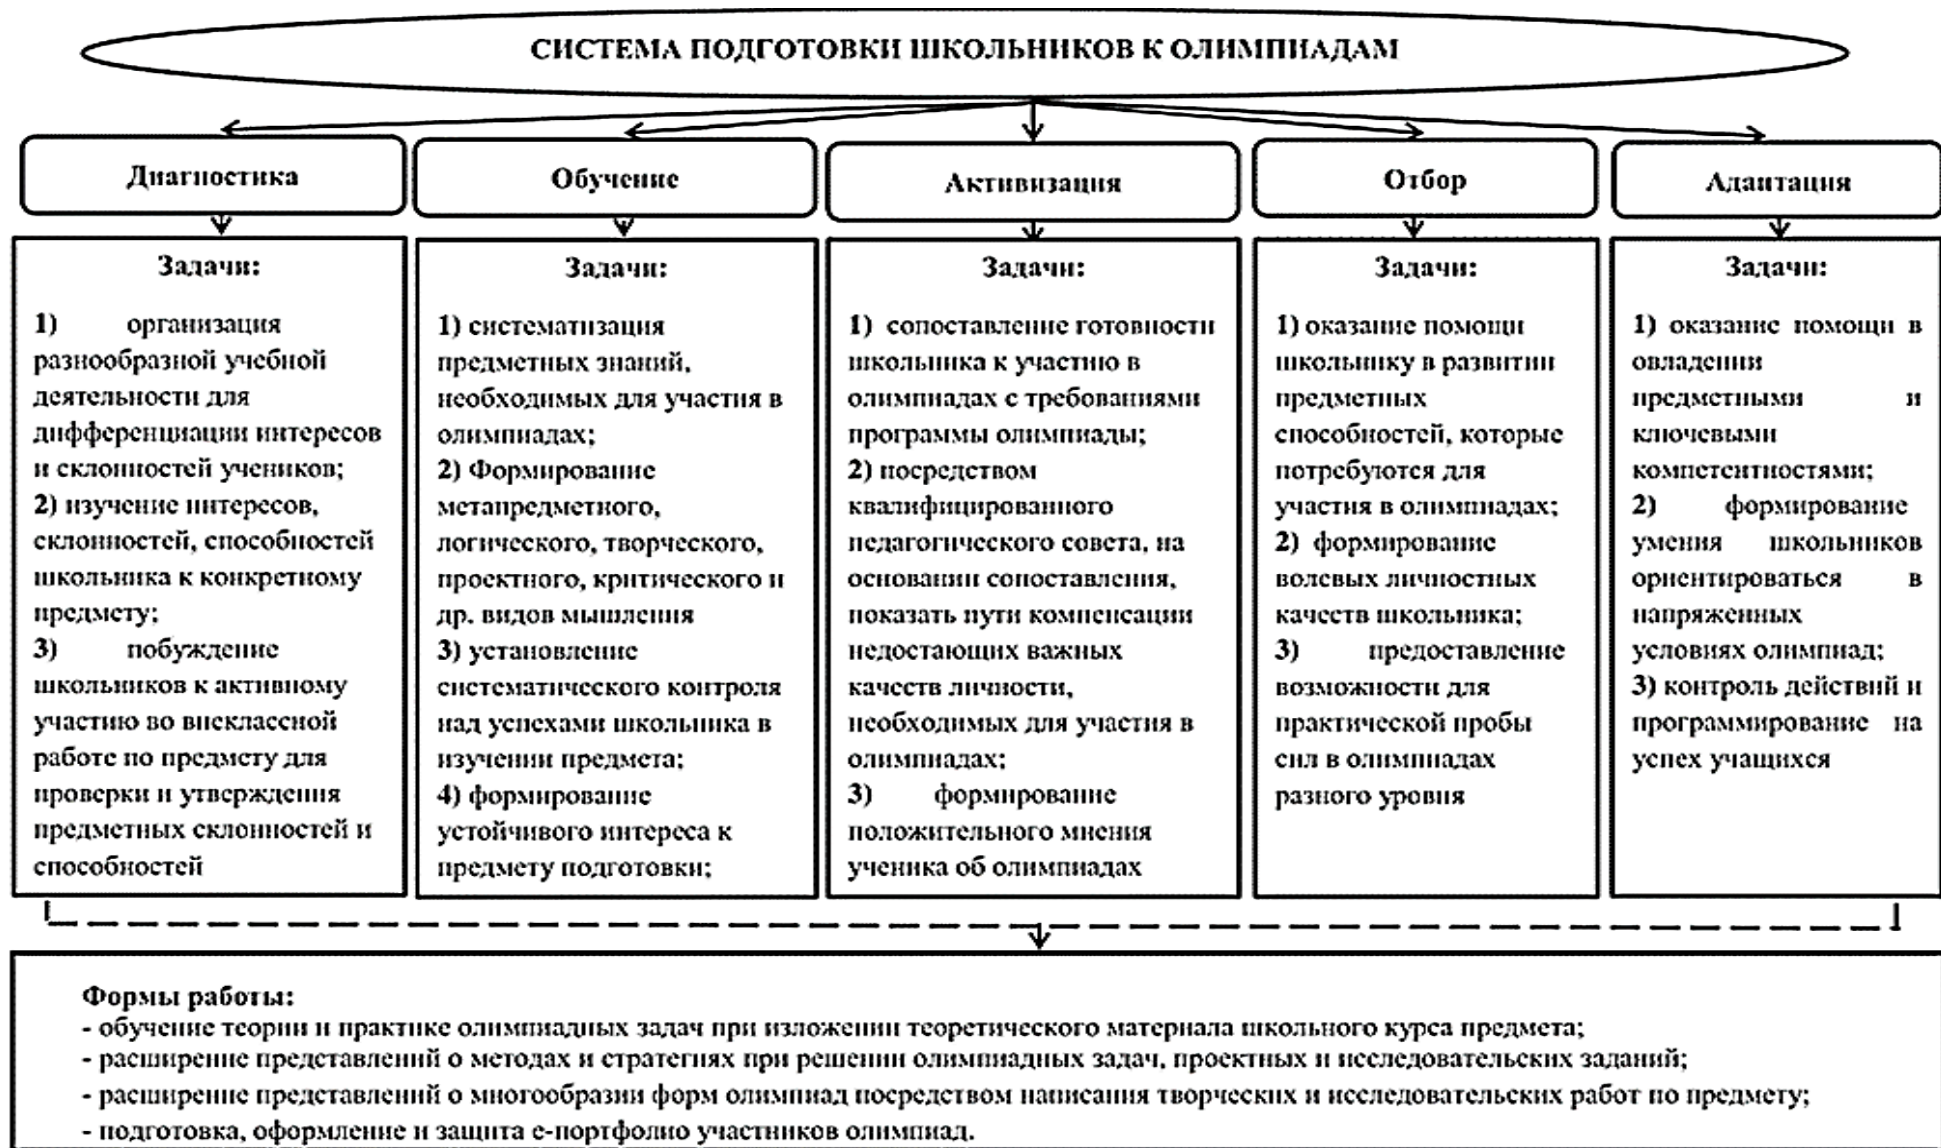 СИСТЕМА ПОДГОТОВКИ ШКОЛЬНИКОВ К ОЛИМПИАДАМ
Диагностика
Обучение
Активизация
Отбор
Адаптация
Задачи:
1) организация
разнообразной учебной
деятельности для
дифференциации интересов
и склонностей учеников;
2) изучение интересов,
склонностей, способностей
школьника к конкретному
предмету;
3) побуждение
школьников к активному
участию во внеклассной
работе по предмету для
проверки и утверждения
предметных склонностей и
способностей
Задачи:
1) систематизация
предметных знаний,
необходимых для участия в
олимпиадах;
2) Формирование
метапредметного,
логического, творческого,
проектного, критического и
др. видов мышления
3) установление
систематического контроля
над успехами школьника в
изучении предмета;
4) формирование
устойчивого интереса к
предмету подготовки;
Задачи:
1) сопоставление готовности
школьника к участию в
олимпиадах с требованиями
программы олимпиады;
2) посредством
квалифицированного
педагогического совета, на
основании сопоставления,
показать пути компенсации
недостающих важных
качеств личности,
необходимых для участия в
олимпиадах;
3) формирование
положительного мнения
ученика об олимпиадах
Задачи:
1) оказание помощи
школьнику в развитии
предметных
способностей, которые
потребуются для
участия в олимпиадах;
2) формирование
волевых личностных
качеств школьника;
3) предоставление
возможности для
практической пробы
сил в олимпиадах
разного уровня
Задачи:
1) оказание помощи в
овладении
предметными и
ключевыми
компетентностями;
2) формирование
умения школьников
ориентироваться в
напряженных
условиях олимпиад;
3) контроль действий и
программирование на
успех учащихся
Формы работы:
- обучение теории и практике олимпиадных задач при изложении теоретического материала школьного курса предмета;
- расширение представлений о методах и стратегиях при решении олимпиадных задач, проектных и исследовательских заданий;
- расширение представлений о многообразии форм олимпиад посредством написания творческих и исследовательских работ по предмету;
- подготовка, оформление и защита е-портфолио участников олимпиад.